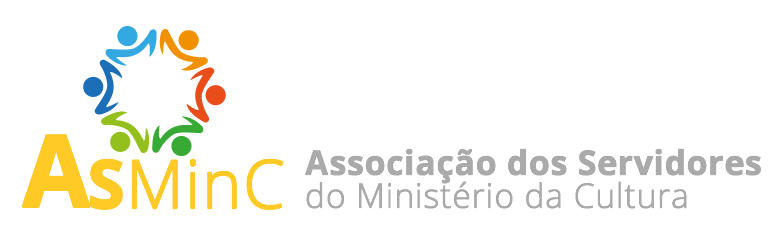 AsMinC
Associação dos Servidores
do Ministério da Cultura